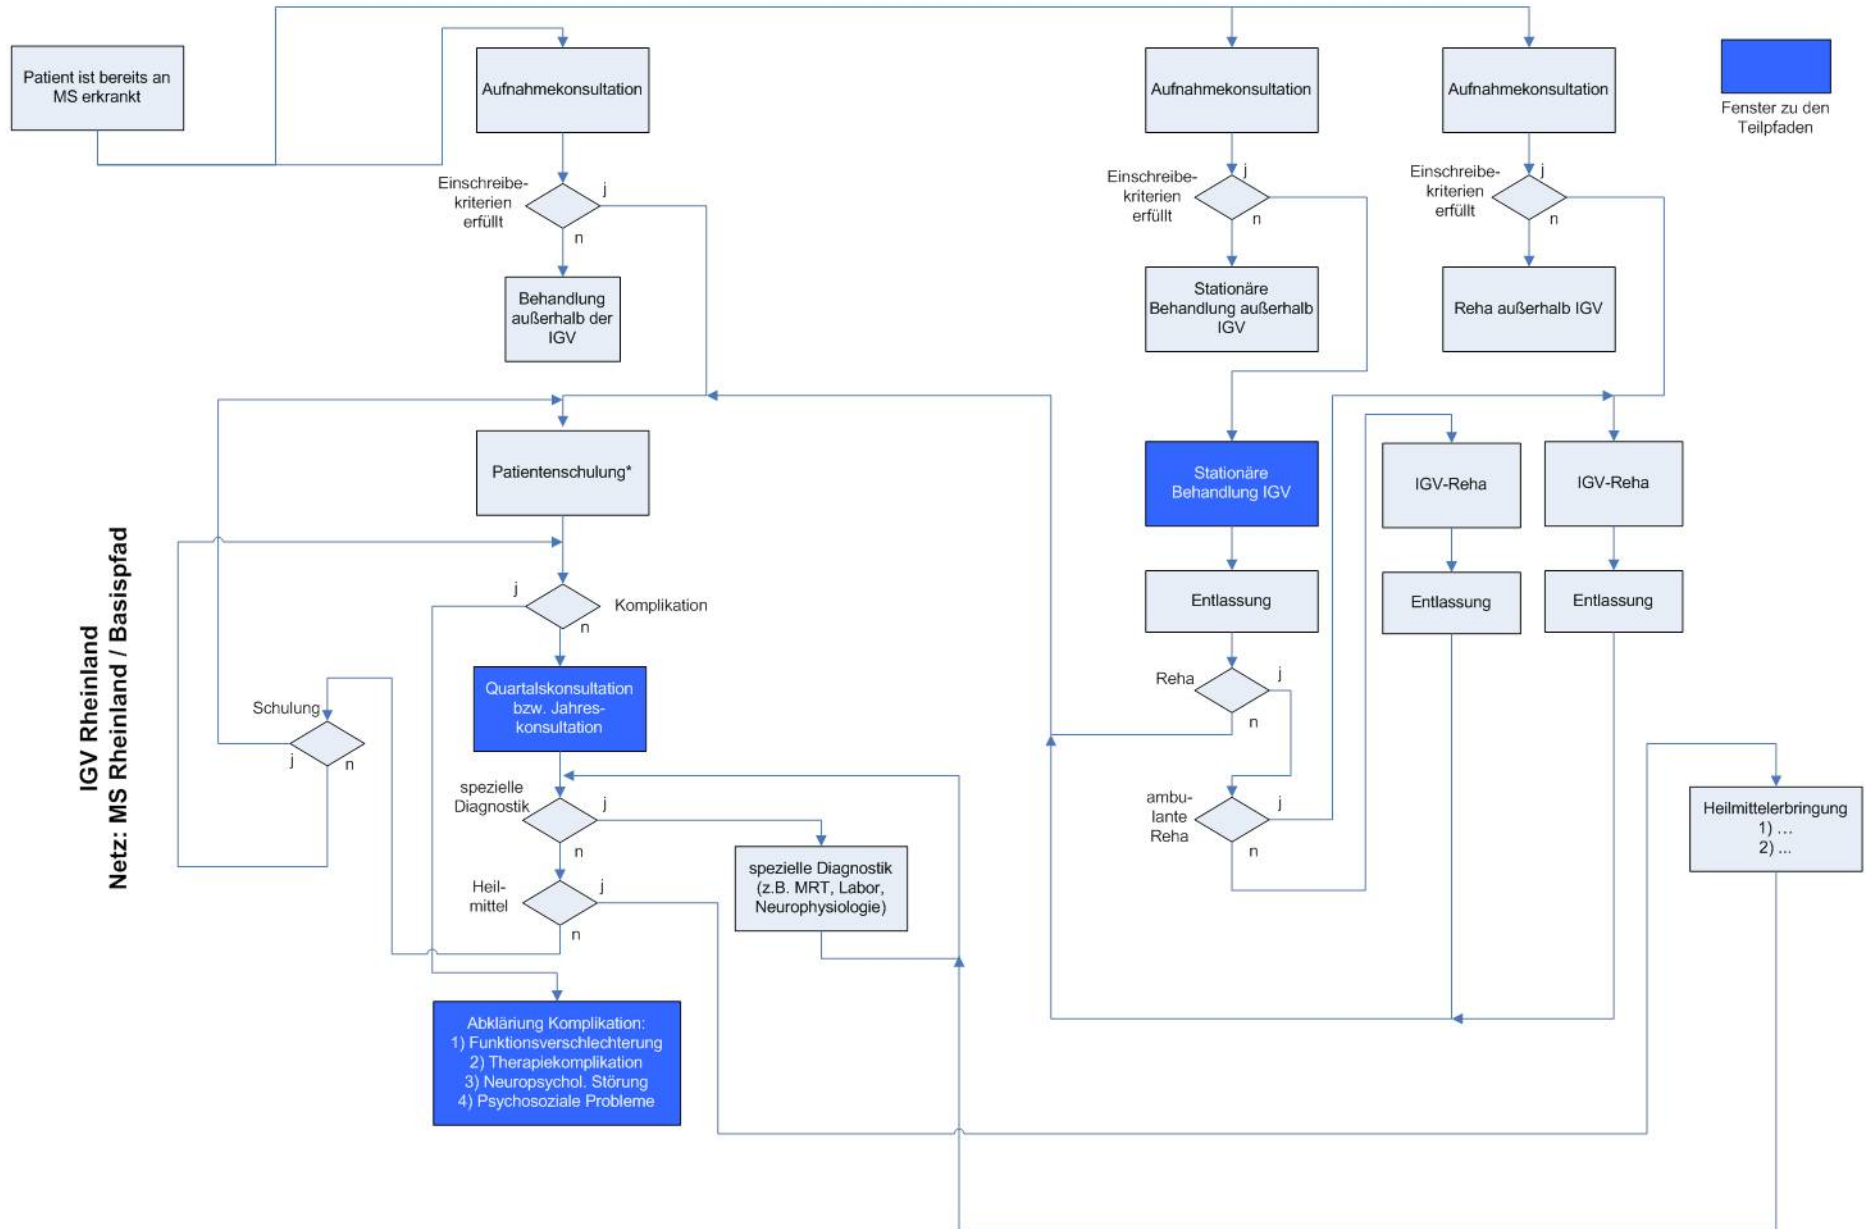 Patient ist bereits an
MS erkrankt
Aufnahmekonsultation
Aufnahmekonsultation
Aufnahmekonsultation
Fenster zu den
Teilpfaden
Einschreibe-
kriterien
erfüllt
j
n
Einschreibe-
kriterien
erfüllt
j
n
Einschreibe-
kriterien
erfüllt
j
n
Behandlung
außerhalb der
IGV
Stationäre
Behandlung außerhalb
IGV
Reha außerhalb IGV
Patientenschulung*
Stationäre
Behandlung IGV
IGV-Reha
IGV-Reha
IGV Rheinland
Netz: MS Rheinland / Basispfad
j
Komplikation
n
Entlassung
Entlassung
Entlassung
Quartalskonsultation
bzw. Jahres-
konsultation
Reha
j
n
Schulung
j
n
spezielle
Diagnostik
j
n
ambu-
lante
Reha
j
n
Heilmittelerbringung
1) ...
2) ...
spezielle Diagnostik
(z.B. MRT, Labor,
Neurophysiologie)
Heil-
mittel
j
n
Abkläriung Komplikation:
1) Funktionsverschlechterung
2) Therapiekomplikation
3) Neuropsychol. Störung
4) Psychosoziale Probleme